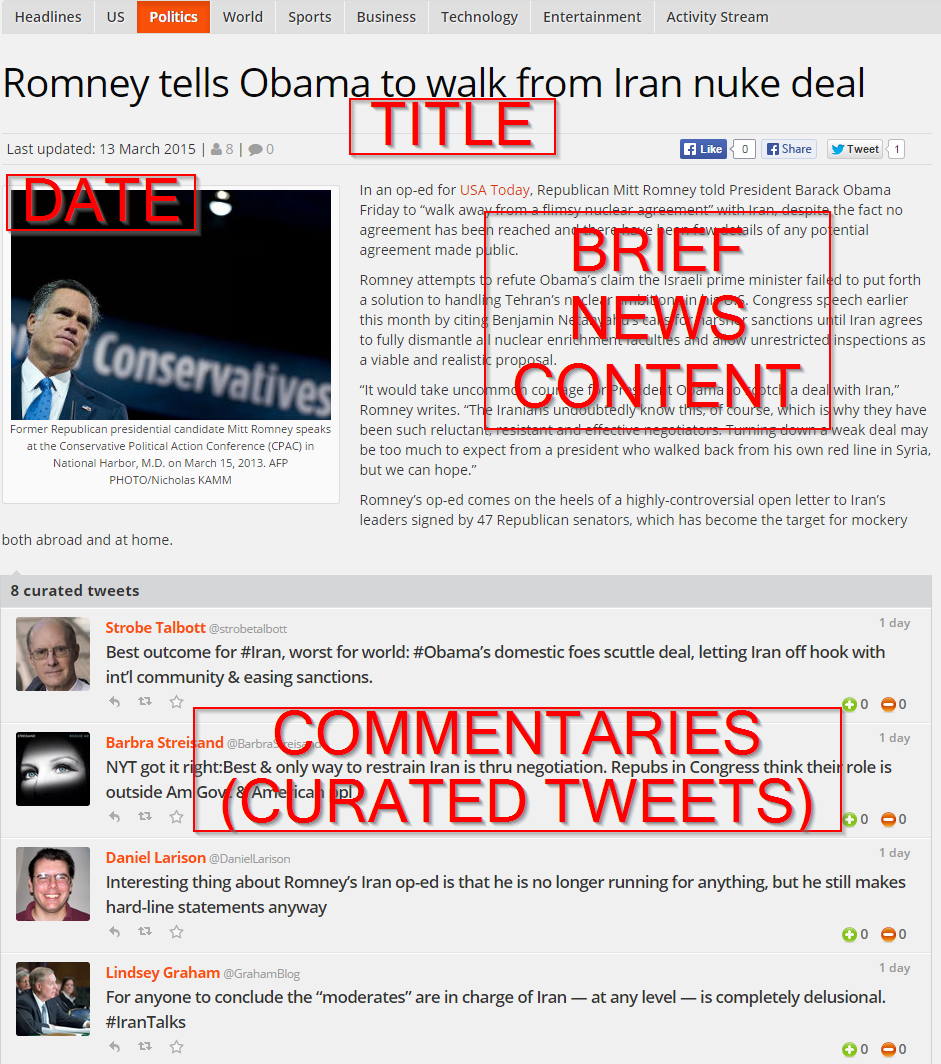 Headlines US Politics World Sports Business Technology Entertainment Activity Stream
Romney tells Obama to walk from Iran nuke deal
TITLE
Last updated: 13 March 2015 | 8 | 0
Like 0 Share Tweet 1
DATE
Conservatives
Former Republican presidential candidate Mitt Romney speaks
at the Conservative Political Action Conference (CPAC) in
National Harbor, M.D. on March 15, 2013. AFP
PHOTO/Nicholas KAMM
In an op-ed for USA Today, Republican Mitt Romney told President Barack Obama
Friday to “walk away from a flimsy nuclear agreement” with Iran, despite the fact no
agreement has been reached and there have been few details of any potential
agreement made public.
Romney attempts to refute Obama’s claim the Israeli prime minister failed to put forth
a solution to handling Tehran’s nuclear ambitions in his U.S. Congress speech earlier
this month by citing Benjamin Netanyahu’s calls for harsher sanctions until Iran agrees
to fully dismantle all nuclear enrichment faculties and allow unrestricted inspections as
a viable and realistic proposal.
“It would take uncommon courage for President Obama to scotch a deal with Iran,”
Romney writes. “The Iranians undoubtedly know this, of course, which is why they have
been such reluctant, resistant and effective negotiators. Turning down a weak deal may
be too much to expect from a president who walked back from his own red line in Syria,
but we can hope.”
Romney’s op-ed comes on the heels of a highly-controversial open letter to Iran’s
leaders signed by 47 Republican senators, which has become the target for mockery
both abroad and at home.
BRIEF
NEWS
CONTENT
8 curated tweets
Strobe Talbott @strobetalbott 1 day
Best outcome for #Iran, worst for world: #Obama’s domestic foes scuttle deal, letting Iran off hook with
int’l community & easing sanctions.
0 0
COMMENTARIES
(CURATED TWEETS)
Barbra Streisand @BarbraStreisand 1 day
NYT got it right:Best & only way to restrain Iran is thru negotiation. Repubs in Congress think their role is
outside Am Govt & American ppl
0 0
Daniel Larison @DanielLarison 1 day
Interesting thing about Romney’s Iran op-ed is that he is no longer running for anything, but he still makes
hard-line statements anyway
0 0
Lindsey Graham @GrahamBlog 1 day
For anyone to conclude the “moderates” are in charge of Iran — at any level — is completely delusional.
#IranTalks
0 0